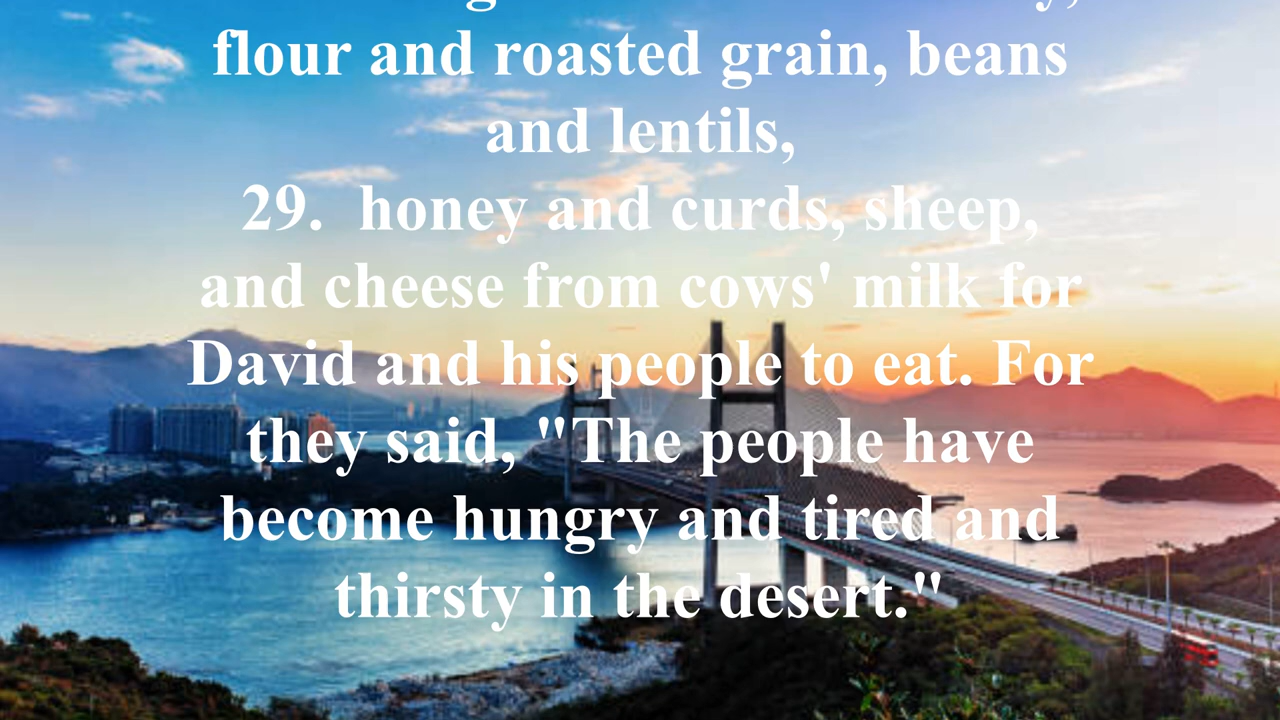 flour and roasted grain, beans
and lentils,
29. honey and curds, sheep,
and cheese from cows' milk for
David and his people to eat. For
they said, "The people have
become hungry and tired and
thirsty in the desert."